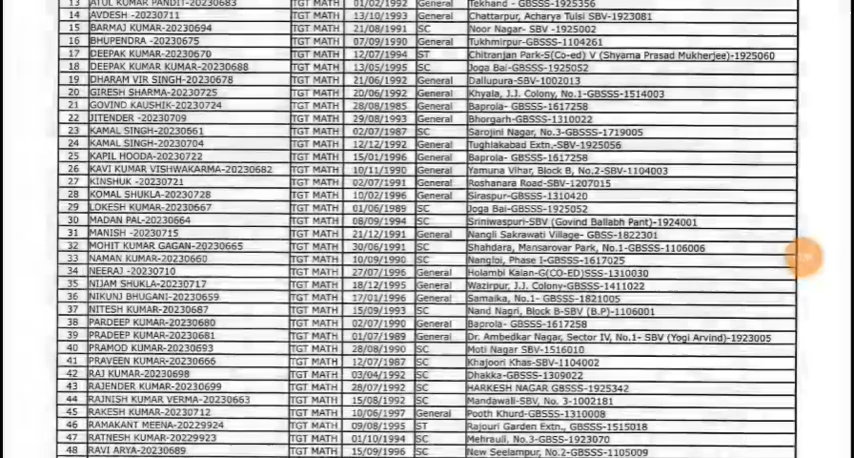 13 ATUL KUMAR PANDIT-20230683 TGT MATH 01/02/1992 General Tekhand - GBSSS-1925356
14 AVDESH -20230711 TGT MATH 13/10/1993 General Chattarpur, Acharya Tulsi SBV-1923081
15 BARMAJ KUMAR-20230694 TGT MATH 21/08/1991 SC Noor Nagar- SBV -1925002
16 BHUPENDRA -20230675 TGT MATH 07/09/1990 General Tukhmirpur-GBSSS-1104261
17 DEEPAK KUMAR-20230670 TGT MATH 12/07/1994 ST Chitranjan Park-S(Co-ed) V (Shyama Prasad Mukherjee)-1925060
18 DEEPAK KUMAR KUMAR-20230688 TGT MATH 13/05/1995 SC Joga Bai-GBSSS-1925052
19 DHARAM VIR SINGH-20230678 TGT MATH 21/06/1992 General Dallupura-SBV-1002013
20 GIRESH SHARMA-20230725 TGT MATH 20/06/1992 General Khyala, J.J. Colony, No.1-GBSSS-1514003
21 GOVIND KAUSHIK-20230724 TGT MATH 28/08/1985 General Baprola- GBSSS-1617258
22 JITENDER -20230709 TGT MATH 29/08/1993 General Bhorgarh-GBSSS-1310022
23 KAMAL SINGH-20230661 TGT MATH 02/07/1987 SC Sarojini Nagar, No.3-GBSSS-1719005
24 KAMAL SINGH-20230704 TGT MATH 12/12/1992 General Tughlakabad Extn.-SBV-1925056
25 KAPIL HOODA-20230722 TGT MATH 15/01/1996 General Baprola- GBSSS-1617258
26 KAVI KUMAR VISHWAKARMA-20230682 TGT MATH 10/11/1990 General Yamuna Vihar, Block B, No.2-SBV-1104003
27 KINSHUK -20230721 TGT MATH 02/07/1991 General Roshanara Road-SBV-1207015
28 KOMAL SHUKLA-20230728 TGT MATH 10/02/1996 General Siraspur-GBSSS-1310420
29 LOKESH KUMAR-20230667 TGT MATH 01/06/1989 SC Joga Bai-GBSSS-1925052
30 MADAN PAL-20230664 TGT MATH 08/09/1994 SC Sriniwaspuri-SBV (Govind Ballabh Pant)-1924001
31 MANISH -20230715 TGT MATH 21/12/1991 General Nangli Sakrawati Village- GBSS-1822301
32 MOHIT KUMAR GAGAN-20230665 TGT MATH 30/06/1991 SC Shahdara, Mansarovar Park, No.1-GBSSS-1106006
33 NAMAN KUMAR-20230660 TGT MATH 10/09/1990 SC Nangloi, Phase I-GBSSS-1617025
34 NEERAJ -20230710 TGT MATH 27/07/1996 General Holambi Kalan-G(CO-ED)SSS-1310030
35 NIJAM SHUKLA-20230717 TGT MATH 18/12/1995 General Wazirpur, J.J. Colony-GBSSS-1411022
36 NIKUNJ BHUGANI-20230659 TGT MATH 17/01/1996 General Samalka, No.1- GBSSS-1821005
37 NITESH KUMAR-20230687 TGT MATH 15/09/1993 SC Nand Nagri, Block B-SBV (B.P)-1106001
38 PARDEEP KUMAR-20230680 TGT MATH 02/07/1990 General Baprola- GBSSS-1617258
39 PRADEEP KUMAR-20230681 TGT MATH 01/07/1989 General Dr. Ambedkar Nagar, Sector IV, No.1- SBV (Yogi Arvind)-1923005
40 PRAMOD KUMAR-20230693 TGT MATH 28/08/1990 SC Moti Nagar SBV-1516010
41 PRAVEEN KUMAR-20230666 TGT MATH 12/07/1987 SC Khajoori Khas-SBV-1104002
42 RAJ KUMAR-20230698 TGT MATH 03/04/1992 SC Dhakka-GBSSS-1309022
43 RAJENDER KUMAR-20230699 TGT MATH 28/07/1992 SC HARKESH NAGAR GBSSS-1925342
44 RAJNISH KUMAR VERMA-20230663 TGT MATH 15/08/1992 SC Mandawali-SBV, No. 3-1002181
45 RAKESH KUMAR-20230712 TGT MATH 10/06/1997 General Pooth Khurd-GBSSS-1310008
46 RAMAKANT MEENA-20229924 TGT MATH 09/08/1995 ST Rajouri Garden Extn., GBSSS-1515018
47 RATNESH KUMAR-20229923 TGT MATH 01/10/1994 SC Mehrauli, No.3-GBSS-1923070
48 RAVI ARYA-20230689 TGT MATH 15/09/1996 SC New Seelampur, No.2-GBSSS-1105009